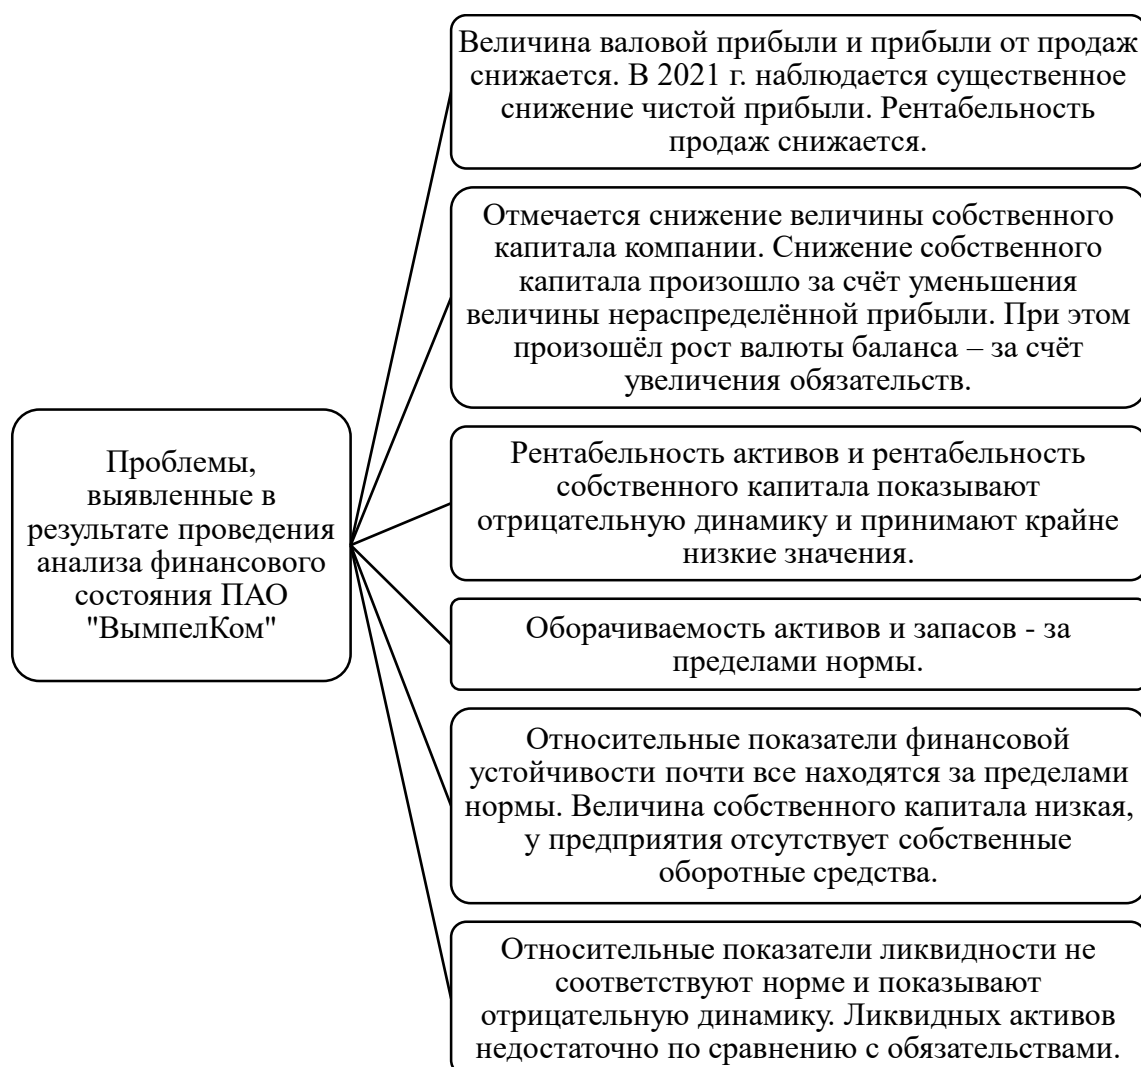 Проблемы,
выявленные в
результате проведения
анализа финансового
состояния ПАО
"ВымпелКом"
Величина валовой прибыли и прибыли от продаж
снижается. В 2021 г. наблюдается существенное
снижение чистой прибыли. Рентабельность
продаж снижается.
Отмечается снижение величины собственного
капитала компании. Снижение собственного
капитала произошло за счёт уменьшения
величины нераспределённой прибыли. При этом
произошёл рост валюты баланса – за счёт
увеличения обязательств.
Рентабельность активов и рентабельность
собственного капитала показывают
отрицательную динамику и принимают крайне
низкие значения.
Оборачиваемость активов и запасов - за
пределами нормы.
Относительные показатели финансовой
устойчивости почти все находятся за пределами
нормы. Величина собственного капитала низкая,
у предприятия отсутствует собственные
оборотные средства.
Относительные показатели ликвидности не
соответствуют норме и показывают
отрицательную динамику. Ликвидных активов
недостаточно по сравнению с обязательствами.